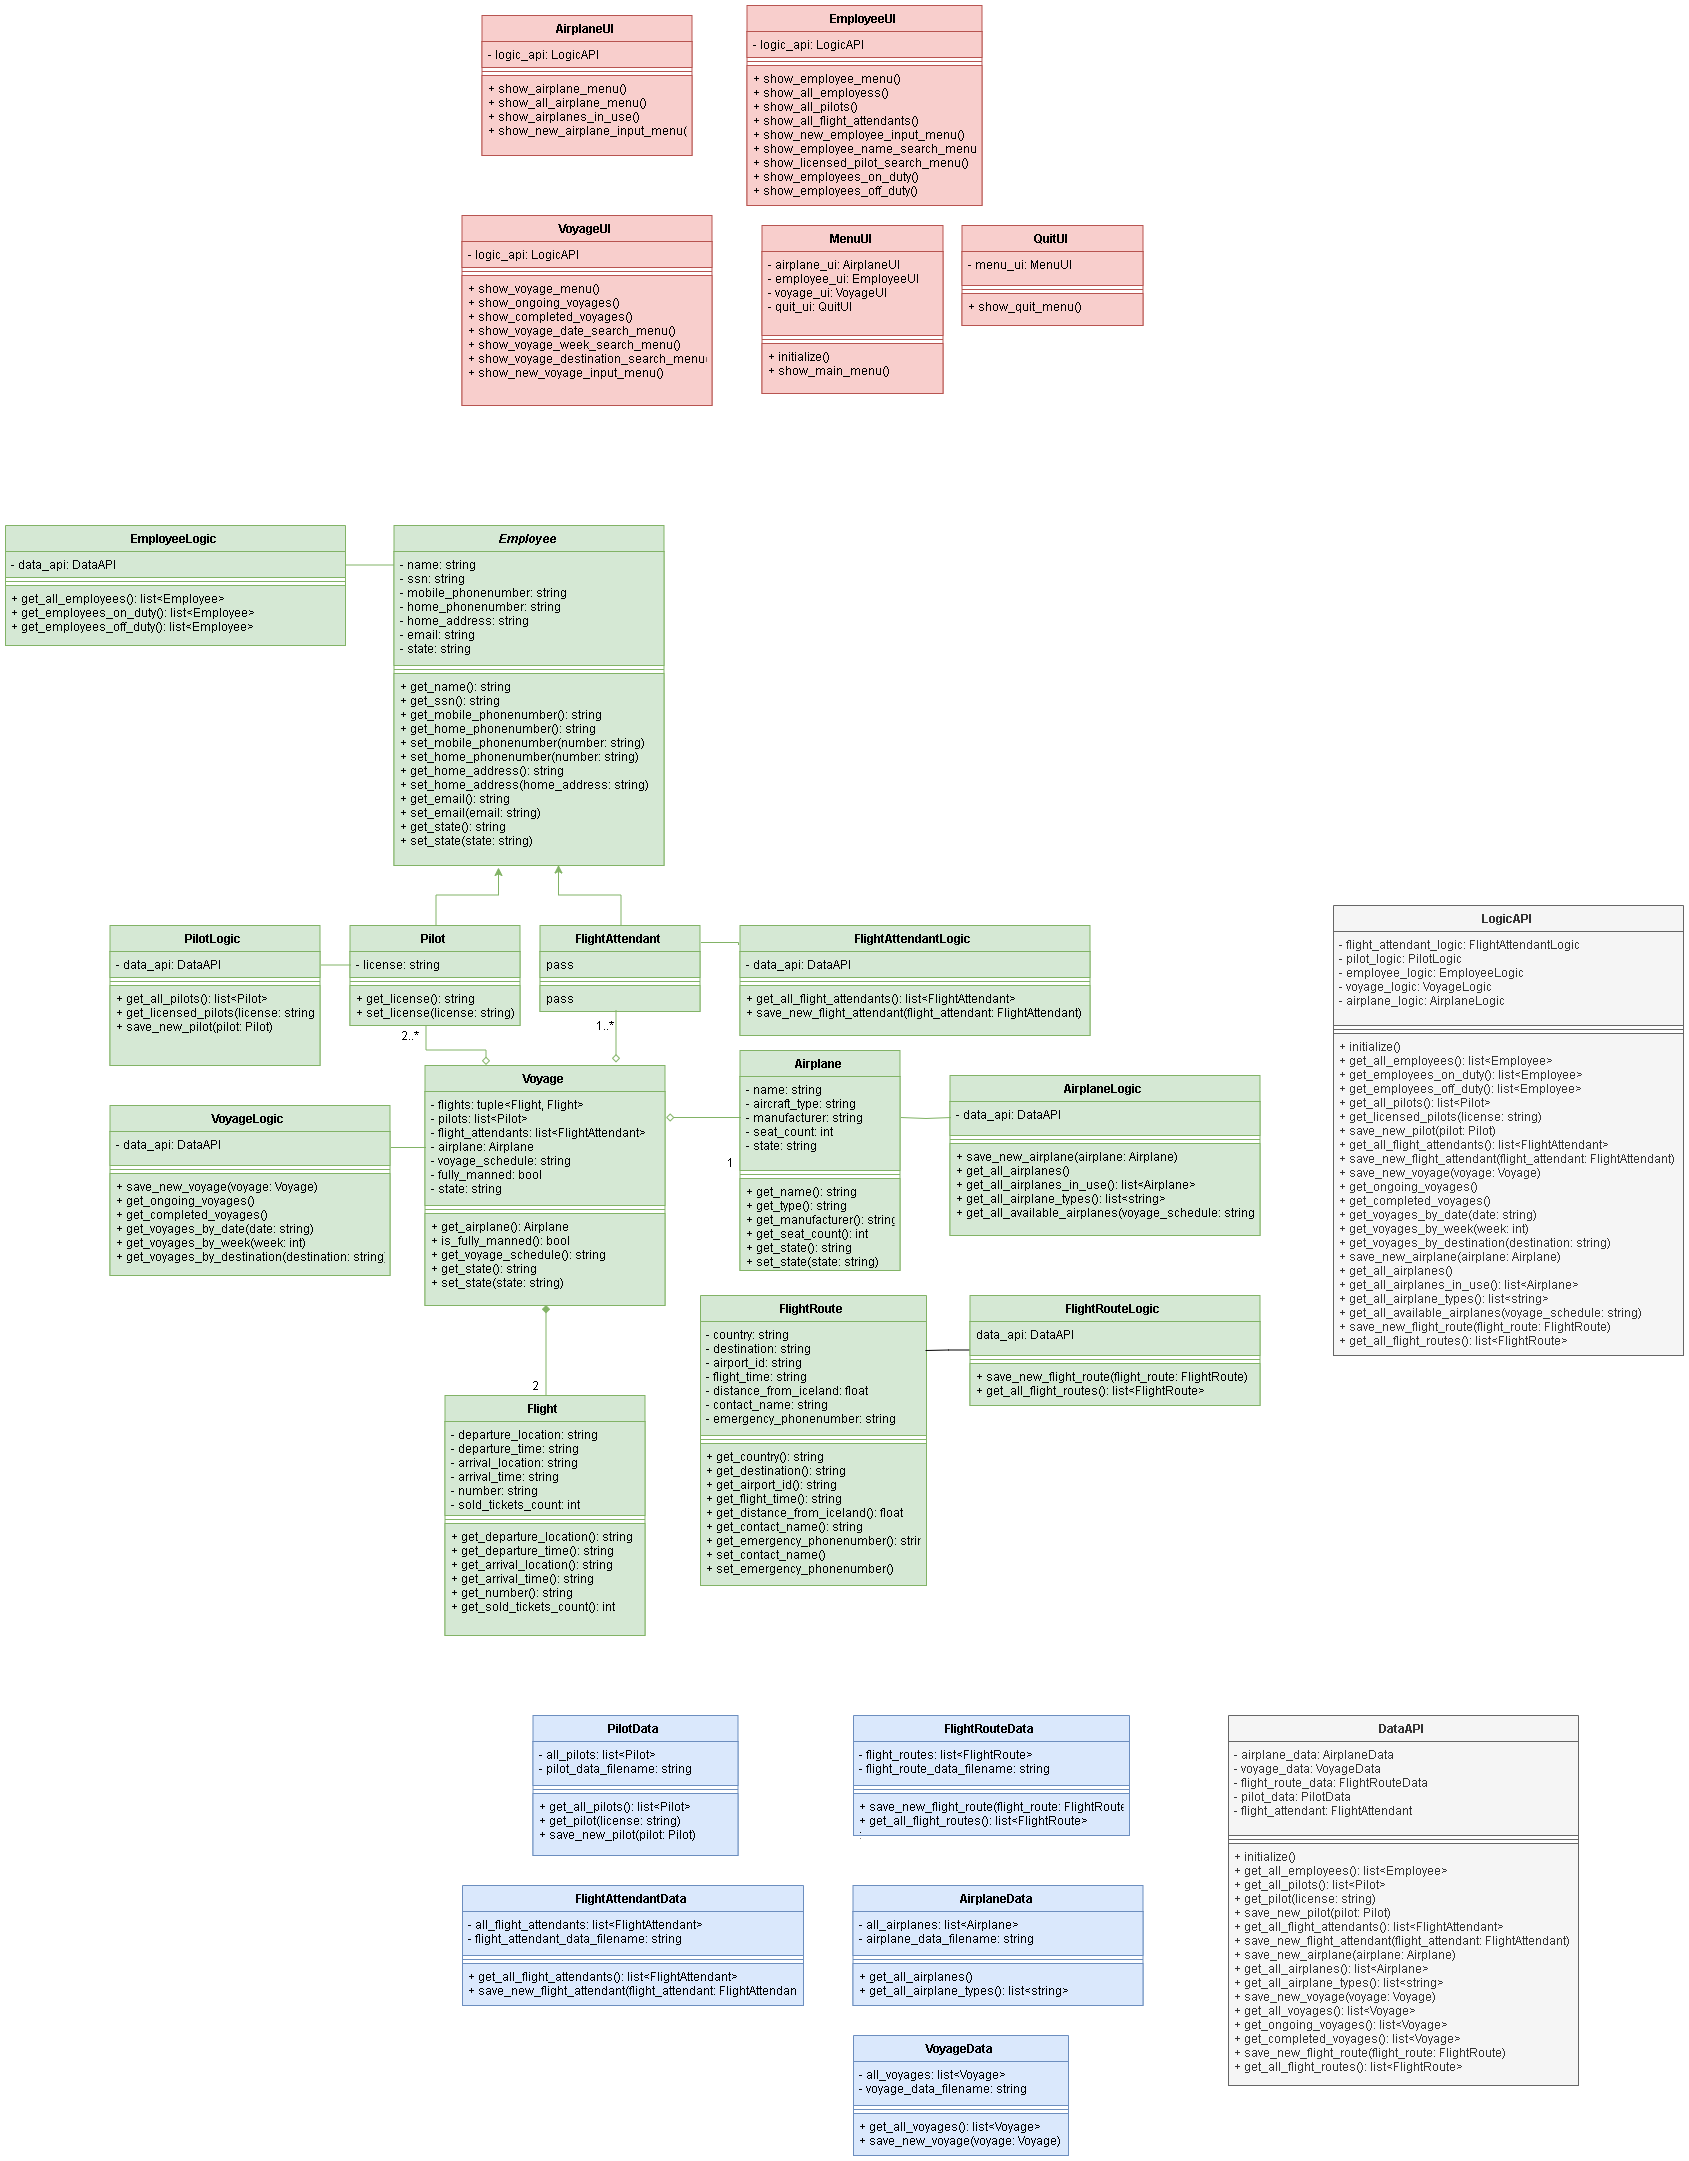 AirplaneUI
- logic_api: LogicAPI
+ show_airplane_menu()
+ show_all_airplane_menu()
+ show_airplanes_in_use()
+ show_new_airplane_input_menu(
EmployeeUI
- logic_api: LogicAPI
+ show_employee_menu()
+ show_all_employess()
+ show_all_pilots()
+ show_all_flight_attendants()
+ show_new_employee_input_menu()
+ show_employee_name_search_menu
+ show_licensed_pilot_search_menu()
+ show_employees_on_duty()
+ show_employees_off_duty()
VoyageUI
- logic_api: LogicAPI
+ show_voyage_menu()
+ show_ongoing_voyages()
+ show_completed_voyages()
+ show_voyage_date_search_menu()
+ show_voyage_week_search_menu()
+ show_voyage_destination_search_menu(
+ show_new_voyage_input_menu()
MenuUI
- airplane_ui: AirplaneUI
- employee_ui: EmployeeUI
- voyage_ui: VoyageUI
- quit_ui: QuitUI
+ initialize()
+ show_main_menu()
QuitUI
- menu_ui: MenuUI
+ show_quit_menu()
EmployeeLogic
- data_api: DataAPI
+ get_all_employees(): list<Employee>
+ get_employees_on_duty(): list<Employee>
+ get_employees_off_duty(): list<Employee>
Employee
- name: string
- ssn: string
- mobile_phonenumber: string
- home_phonenumber: string
- home_address: string
- email: string
- state: string
+ get_name(): string
+ get_ssn(): string
+ get_mobile_phonenumber(): string
+ get_home_phonenumber(): string
+ set_mobile_phonenumber(number: string)
+ set_home_phonenumber(number: string)
+ get_home_address(): string
+ set_home_address(home_address: string)
+ get_email(): string
+ set_email(email: string)
+ get_state(): string
+ set_state(state: string)
PilotLogic
- data_api: DataAPI
+ get_all_pilots(): list<Pilot>
+ get_licensed_pilots(license: string
+ save_new_pilot(pilot: Pilot)
Pilot
- license: string
+ get_license(): string
+ set_license(license: string)
2..*
FlightAttendant
pass
pass
1..*
FlightAttendantLogic
- data_api: DataAPI
+ get_all_flight_attendants(): list<FlightAttendant>
+ save_new_flight_attendant(flight_attendant: FlightAttendant)
LogicAPI
- flight_attendant_logic: FlightAttendantLogic
- pilot_logic: PilotLogic
- employee_logic: EmployeeLogic
- voyage_logic: VoyageLogic
- airplane_logic: AirplaneLogic
+ initialize()
+ get_all_employees(): list<Employee>
+ get_employees_on_duty(): list<Employee>
+ get_employees_off_duty(): list<Employee>
+ get_all_pilots(): list<Pilot>
+ get_licensed_pilots(license: string)
+ save_new_pilot(pilot: Pilot)
+ get_all_flight_attendants(): list<FlightAttendant>
+ save_new_flight_attendant(flight_attendant: FlightAttendant)
+ save_new_voyage(voyage: Voyage)
+ get_ongoing_voyages()
+ get_completed_voyages()
+ get_voyages_by_date(date: string)
+ get_voyages_by_week(week: int)
+ get_voyages_by_destination(destination: string)
+ save_new_airplane(airplane: Airplane)
+ get_all_airplanes()
+ get_all_airplanes_in_use(): list<Airplane>
+ get_all_airplane_types(): list<string>
+ get_all_available_airplanes(voyage_schedule: string)
+ save_new_flight_route(flight_route: FlightRoute)
+ get_all_flight_routes(): list<FlightRoute>
VoyageLogic
- data_api: DataAPI
+ save_new_voyage(voyage: Voyage)
+ get_ongoing_voyages()
+ get_completed_voyages()
+ get_voyages_by_date(date: string)
+ get_voyages_by_week(week: int)
+ get_voyages_by_destination(destination: string)
Voyage
- flights: tuple<Flight, Flight>
- pilots: list<Pilot>
- flight_attendants: list<FlightAttendant>
- airplane: Airplane
- voyage_schedule: string
- fully_manned: bool
- state: string
+ get_airplane(): Airplane
+ is_fully_manned(): bool
+ get_voyage_schedule(): string
+ get_state(): string
+ set_state(state: string)
1
Airplane
- name: string
- aircraft_type: string
- manufacturer: string
- seat_count: int
- state: string
+ get_name(): string
+ get_type(): string
+ get_manufacturer(): string
+ get_seat_count(): int
+ get_state(): string
+ set_state(state: string)
AirplaneLogic
- data_api: DataAPI
+ save_new_airplane(airplane: Airplane)
+ get_all_airplanes()
+ get_all_airplanes_in_use(): list<Airplane>
+ get_all_airplane_types(): list<string>
+ get_all_available_airplanes(voyage_schedule: string
2
Flight
- departure_location: string
- departure_time: string
- arrival_location: string
- arrival_time: string
- number: string
- sold_tickets_count: int
+ get_departure_location(): string
+ get_departure_time(): string
+ get_arrival_location(): string
+ get_arrival_time(): string
+ get_number(): string
+ get_sold_tickets_count(): int
FlightRoute
- country: string
- destination: string
- airport_id: string
- flight_time: string
- distance_from_iceland: float
- contact_name: string
- emergency_phonenumber: string
+ get_country(): string
+ get_destination(): string
+ get_airport_id(): string
+ get_flight_time(): string
+ get_distance_from_iceland(): float
+ get_contact_name(): string
+ get_emergency_phonenumber(): strin
+ set_contact_name()
+ set_emergency_phonenumber()
FlightRouteLogic
data_api: DataAPI
+ save_new_flight_route(flight_route: FlightRoute)
+ get_all_flight_routes(): list<FlightRoute>
PilotData
- all_pilots: list<Pilot>
- pilot_data_filename: string
+ get_all_pilots(): list<Pilot>
+ get_pilot(license: string)
+ save_new_pilot(pilot: Pilot)
FlightRouteData
- flight_routes: list<FlightRoute>
- flight_route_data_filename: string
+ save_new_flight_route(flight_route: FlightRoute
+ get_all_flight_routes(): list<FlightRoute>
DataAPI
- airplane_data: AirplaneData
- voyage_data: VoyageData
- flight_route_data: FlightRouteData
- pilot_data: PilotData
- flight_attendant: FlightAttendant
+ initialize()
+ get_all_employees(): list<Employee>
+ get_all_pilots(): list<Pilot>
+ get_pilot(license: string)
+ save_new_pilot(pilot: Pilot)
+ get_all_flight_attendants(): list<FlightAttendant>
+ save_new_flight_attendant(flight_attendant: FlightAttendant)
+ save_new_airplane(airplane: Airplane)
+ get_all_airplanes(): list<Airplane>
+ get_all_airplane_types(): list<string>
+ save_new_voyage(voyage: Voyage)
+ get_all_voyages(): list<Voyage>
+ get_ongoing_voyages(): list<Voyage>
+ get_completed_voyages(): list<Voyage>
+ save_new_flight_route(flight_route: FlightRoute)
+ get_all_flight_routes(): list<FlightRoute>
FlightAttendantData
- all_flight_attendants: list<FlightAttendant>
- flight_attendant_data_filename: string
+ get_all_flight_attendants(): list<FlightAttendant>
+ save_new_flight_attendant(flight_attendant: FlightAttendan
AirplaneData
- all_airplanes: list<Airplane>
- airplane_data_filename: string
+ get_all_airplanes()
+ get_all_airplane_types(): list<string>
VoyageData
- all_voyages: list<Voyage>
- voyage_data_filename: string
+ get_all_voyages(): list<Voyage>
+ save_new_voyage(voyage: Voyage)